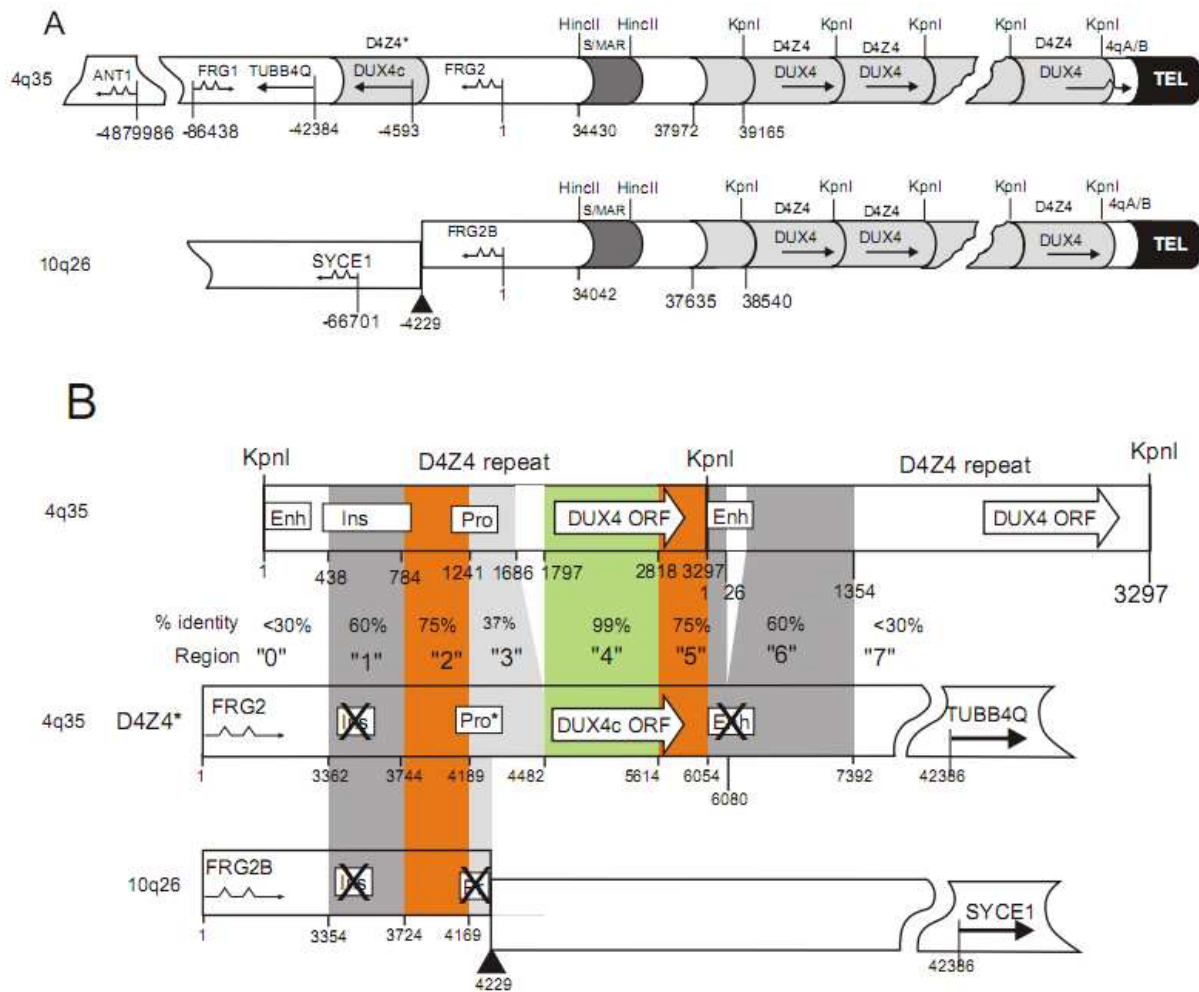 A
HincII HincII KpnI KpnI KpnI KpnI KpnI
D4Z4* S/MAR D4Z4 D4Z4 D4Z4 4qA/B
4q35 ANT1 FRG1 TUBB4Q DUX4c FRG2 DUX4 DUX4 DUX4 TEL
-4879986 -86438 -42384 -4593 1 34430 37972 39165
HincII HincII KpnI KpnI KpnI KpnI KpnI
S/MAR D4Z4 D4Z4 D4Z4 4qA/B
10q26 SYCE1 FRG2B DUX4 DUX4 DUX4 TEL
-66701 -4229 1 34042 37635 38540
B
KpnI D4Z4 repeat KpnI D4Z4 repeat KpnI
4q35 Enh Ins Pro DUX4 ORF Enh DUX4 ORF
1 438 784 1241 1686 1797 2818 3297 1 26 1354 3297
% identity <30% 60% 75% 37% 99% 75% 60% <30%
Region "0" "1" "2" "3" "4" "5" "6" "7"
4q35 D4Z4* FRG2 Ins Pro* DUX4c ORF Enh TUBB4Q
1 3362 3744 4189 4482 5614 6054 6080 7392 42386
10q26 FRG2B Ins SYCE1
1 3354 3724 4169 4229 42386